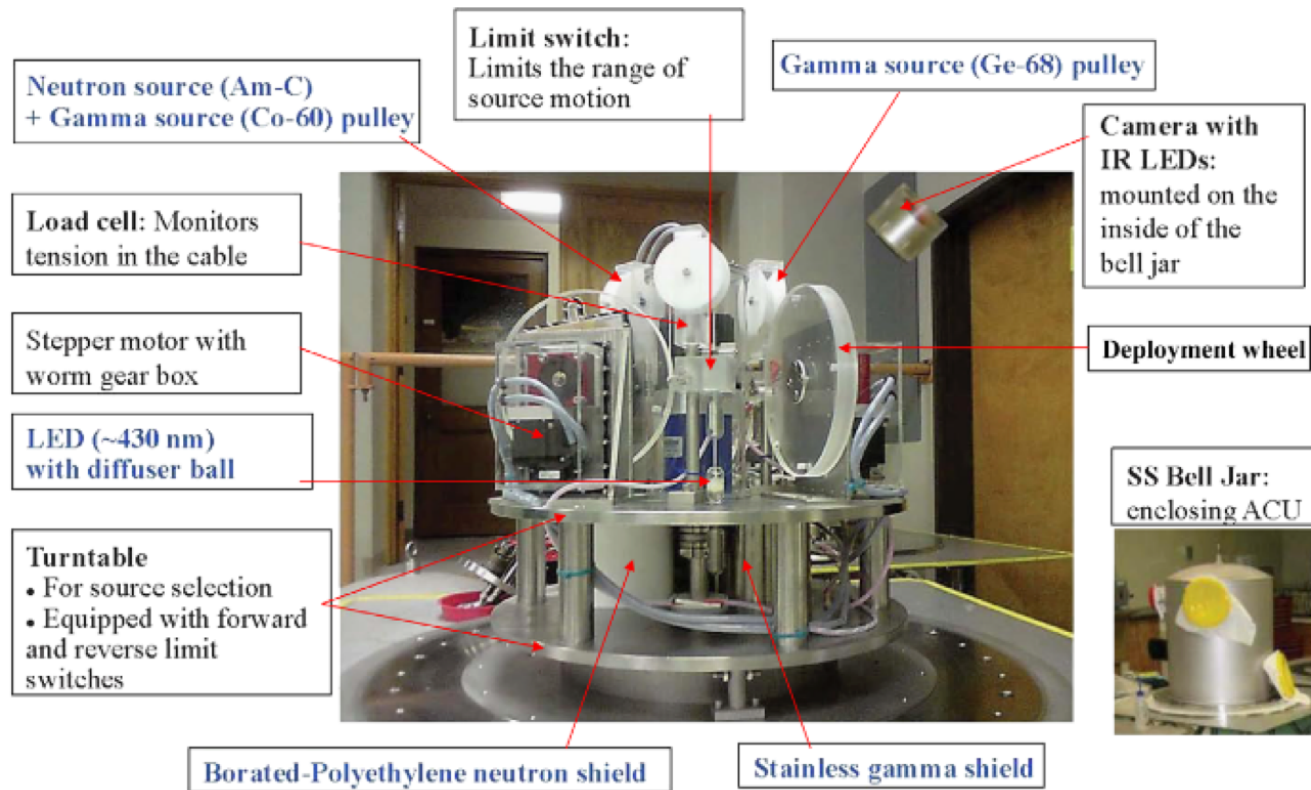 Neutron source (Am-C)
+ Gamma source (Co-60) pulley
Limit switch:
Limits the range of
source motion
Gamma source (Ge-68) pulley
Camera with
IR LEDs:
mounted on the
inside of the
bell jar
Load cell: Monitors
tension in the cable
Stepper motor with
worm gear box
Deployment wheel
LED (~430 nm)
with diffuser ball
SS Bell Jar:
enclosing ACU
Turntable
• For source selection
• Equipped with forward
and reverse limit
switches
Borated-Polyethylene neutron shield
Stainless gamma shield